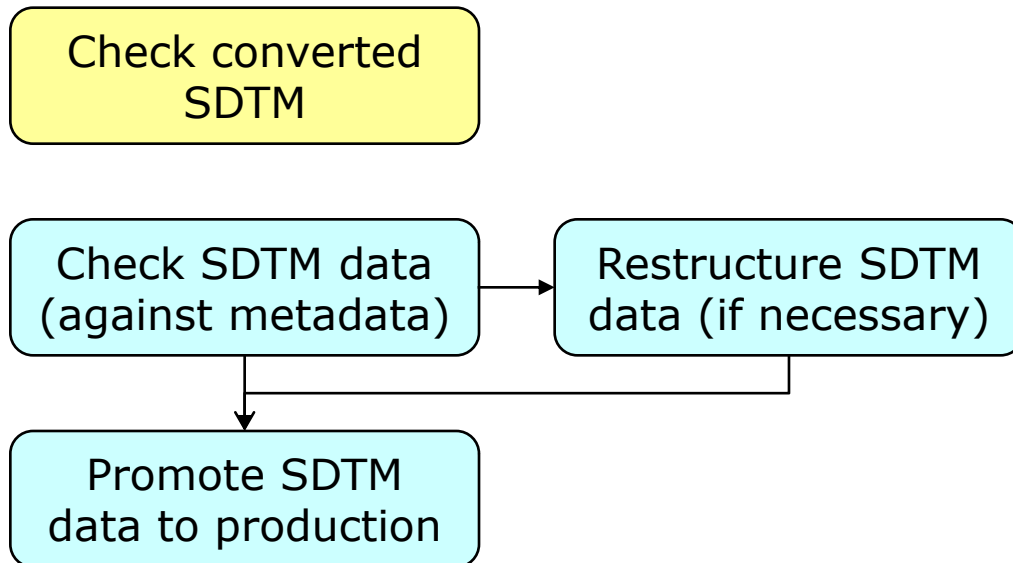 Check converted
SDTM
Check SDTM data
(against metadata)
Restructure SDTM
data (if necessary)
Promote SDTM
data to production